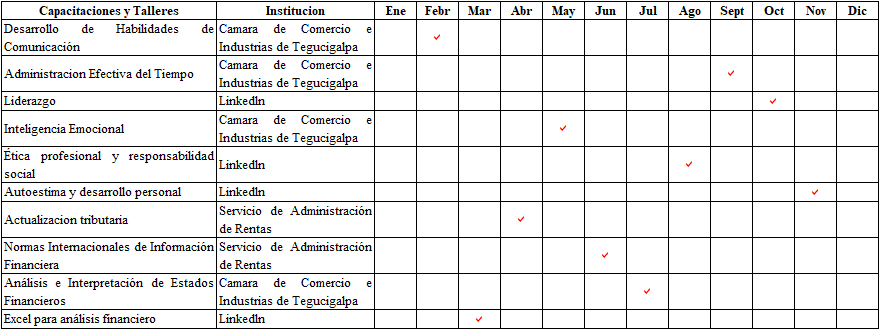 Capacitaciones y Talleres Institucion Ene Febr Mar Abr May Jun Jul Ago Sept Oct Nov Dic
Desarrollo de Habilidades de Comunicación Camara de Comercio e Industrias de Tegucigalpa ✓
Administracion Efectiva del Tiempo Camara de Comercio e Industrias de Tegucigalpa ✓
Liderazgo LinkedIn ✓
Inteligencia Emocional Camara de Comercio e Industrias de Tegucigalpa ✓
Ética profesional y responsabilidad social LinkedIn ✓
Autoestima y desarrollo personal LinkedIn ✓
Actualizacion tributaria Servicio de Administración de Rentas ✓
Normas Internacionales de Información Financiera Servicio de Administración de Rentas ✓
Análisis e Interpretación de Estados Financieros Camara de Comercio e Industrias de Tegucigalpa ✓
Excel para análisis financiero LinkedIn ✓